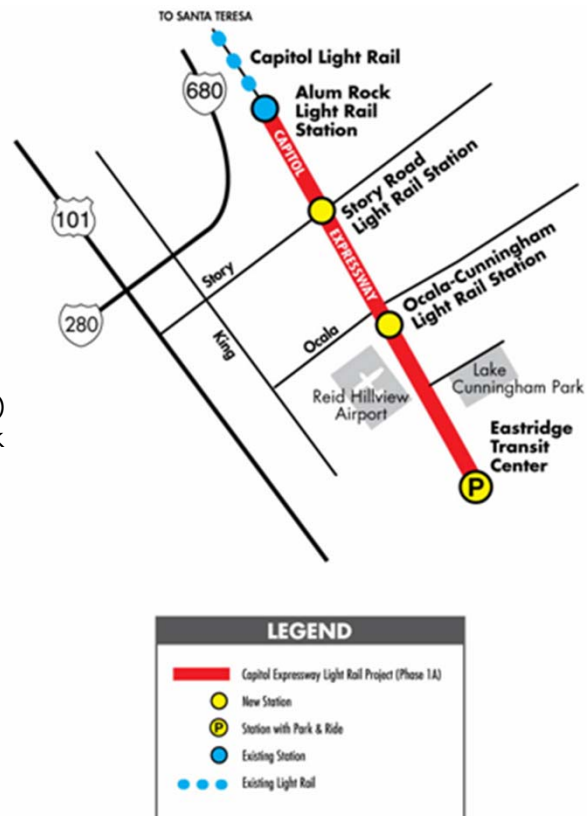 TO SANTA TERESA
Capitol Light Rail
680
Alum Rock
Light Rail
Station
CAPITOL
101
Story Road
Light Rail Station
EXPRESSWAY
Story
Ocala-Cunningham
Light Rail Station
280
King
Ocala
Lake
Cunningham Park
Reid Hillview
Airport
)
k
Eastridge
Transit
Center
P
LEGEND
Capitol Expressway Light Rail Project (Phase 1A)
New Station
P Station with Park & Ride
Existing Station
Existing Light Rail